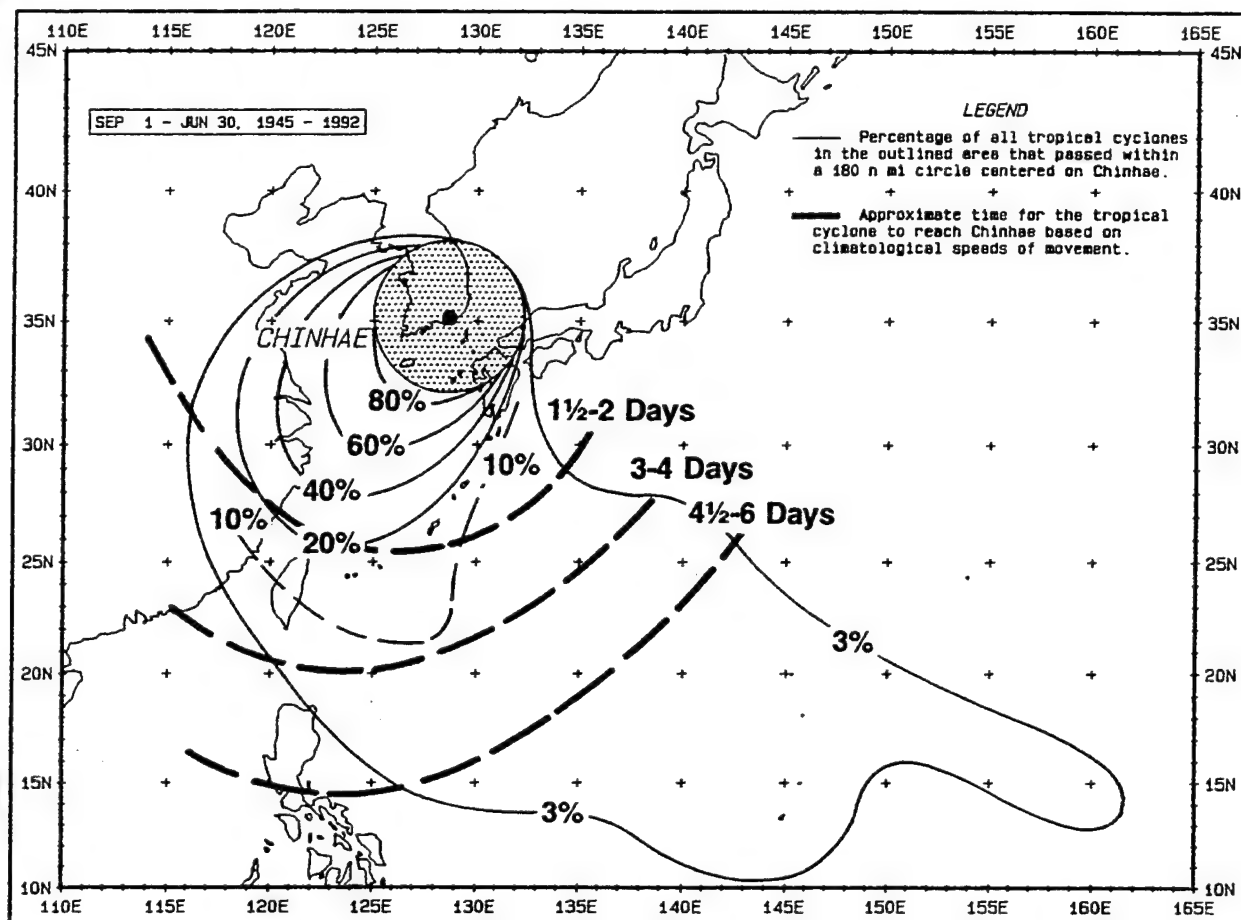 110E 115E 120E 125E 130E 135E 140E 145E 150E 155E 160E 165E
45N 45N
SEP 1 - JUN 30, 1945 - 1992
LEGEND
Percentage of all tropical cyclones
in the outlined area that passed within
a 180 n mi circle centered on Chinhae.
40N 40N
Approximate time for the tropical
cyclone to reach Chinhae based on
climatological speeds of movement.
35N 35N
CHINHAE
80%
1½-2 Days
60%
30N 30N
10%
3-4 Days
40%
4½-6 Days
10%
20%
25N 25N
3%
20N 20N
15N 15N
3%
10N 10N
110E 115E 120E 125E 130E 135E 140E 145E 150E 155E 160E 165E